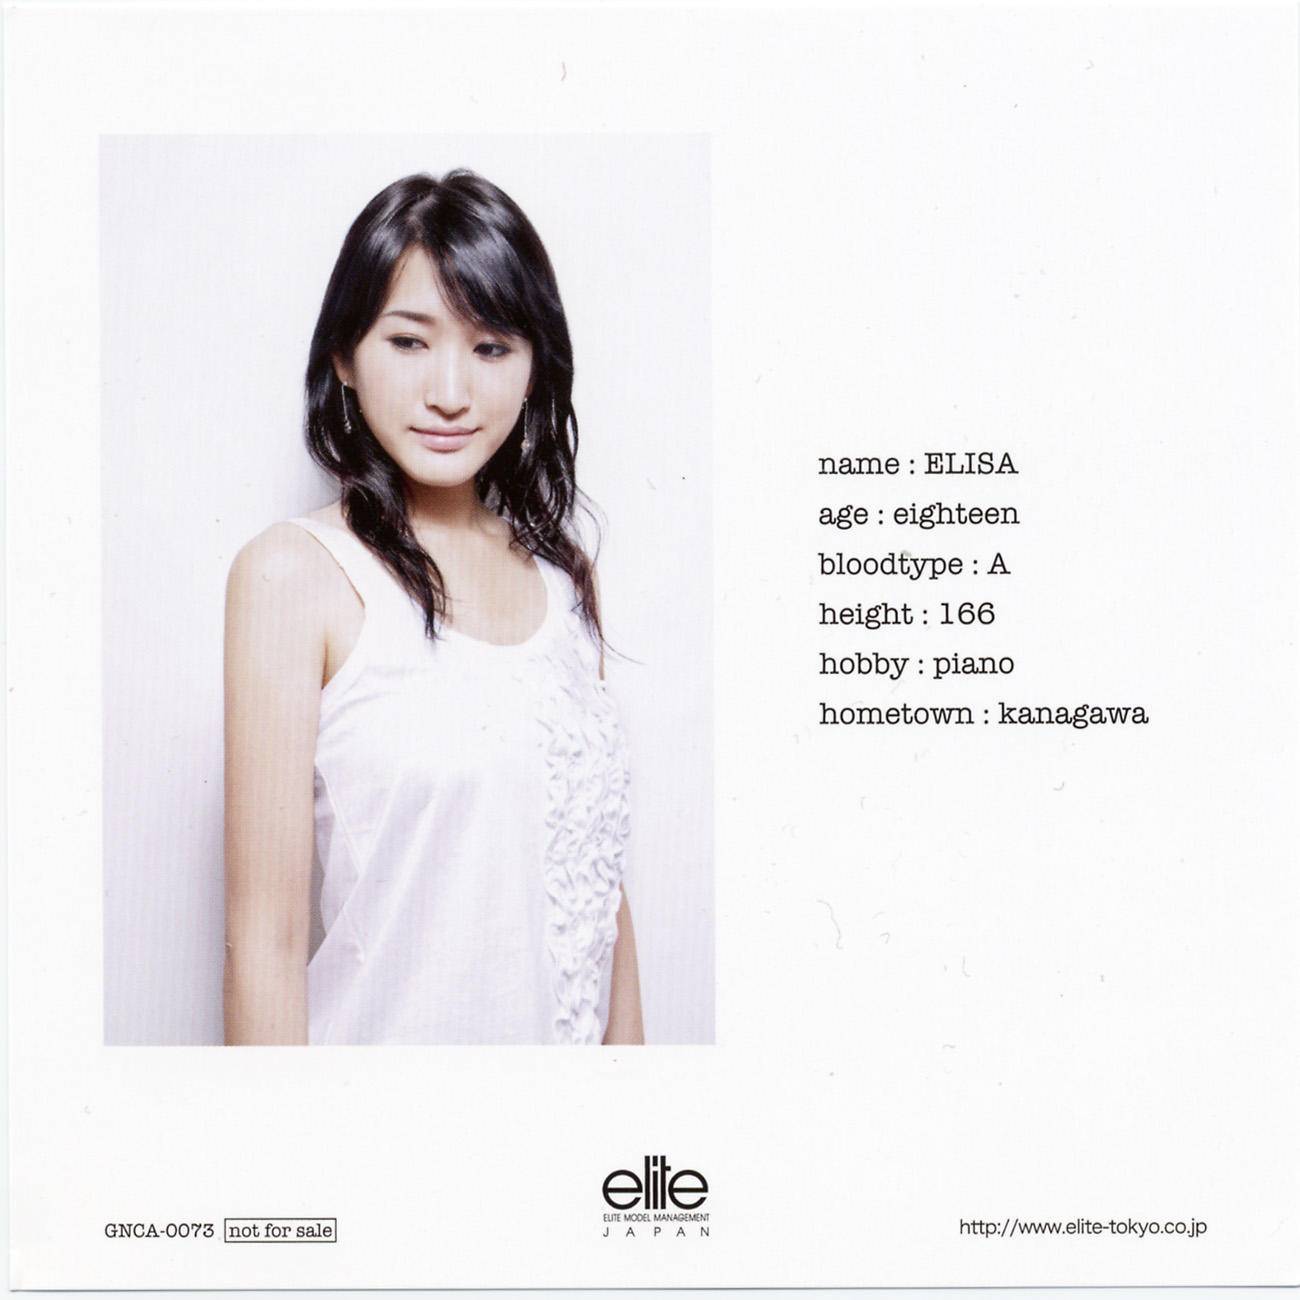 name : ELISA
age : eighteen
bloodtype : A
height : 166
hobby : piano
hometown : kanagawa
elite
ELITE MODEL MANAGEMENT
JAPAN
GNCA-0073 not for sale
http://www.elite-tokyo.co.jp